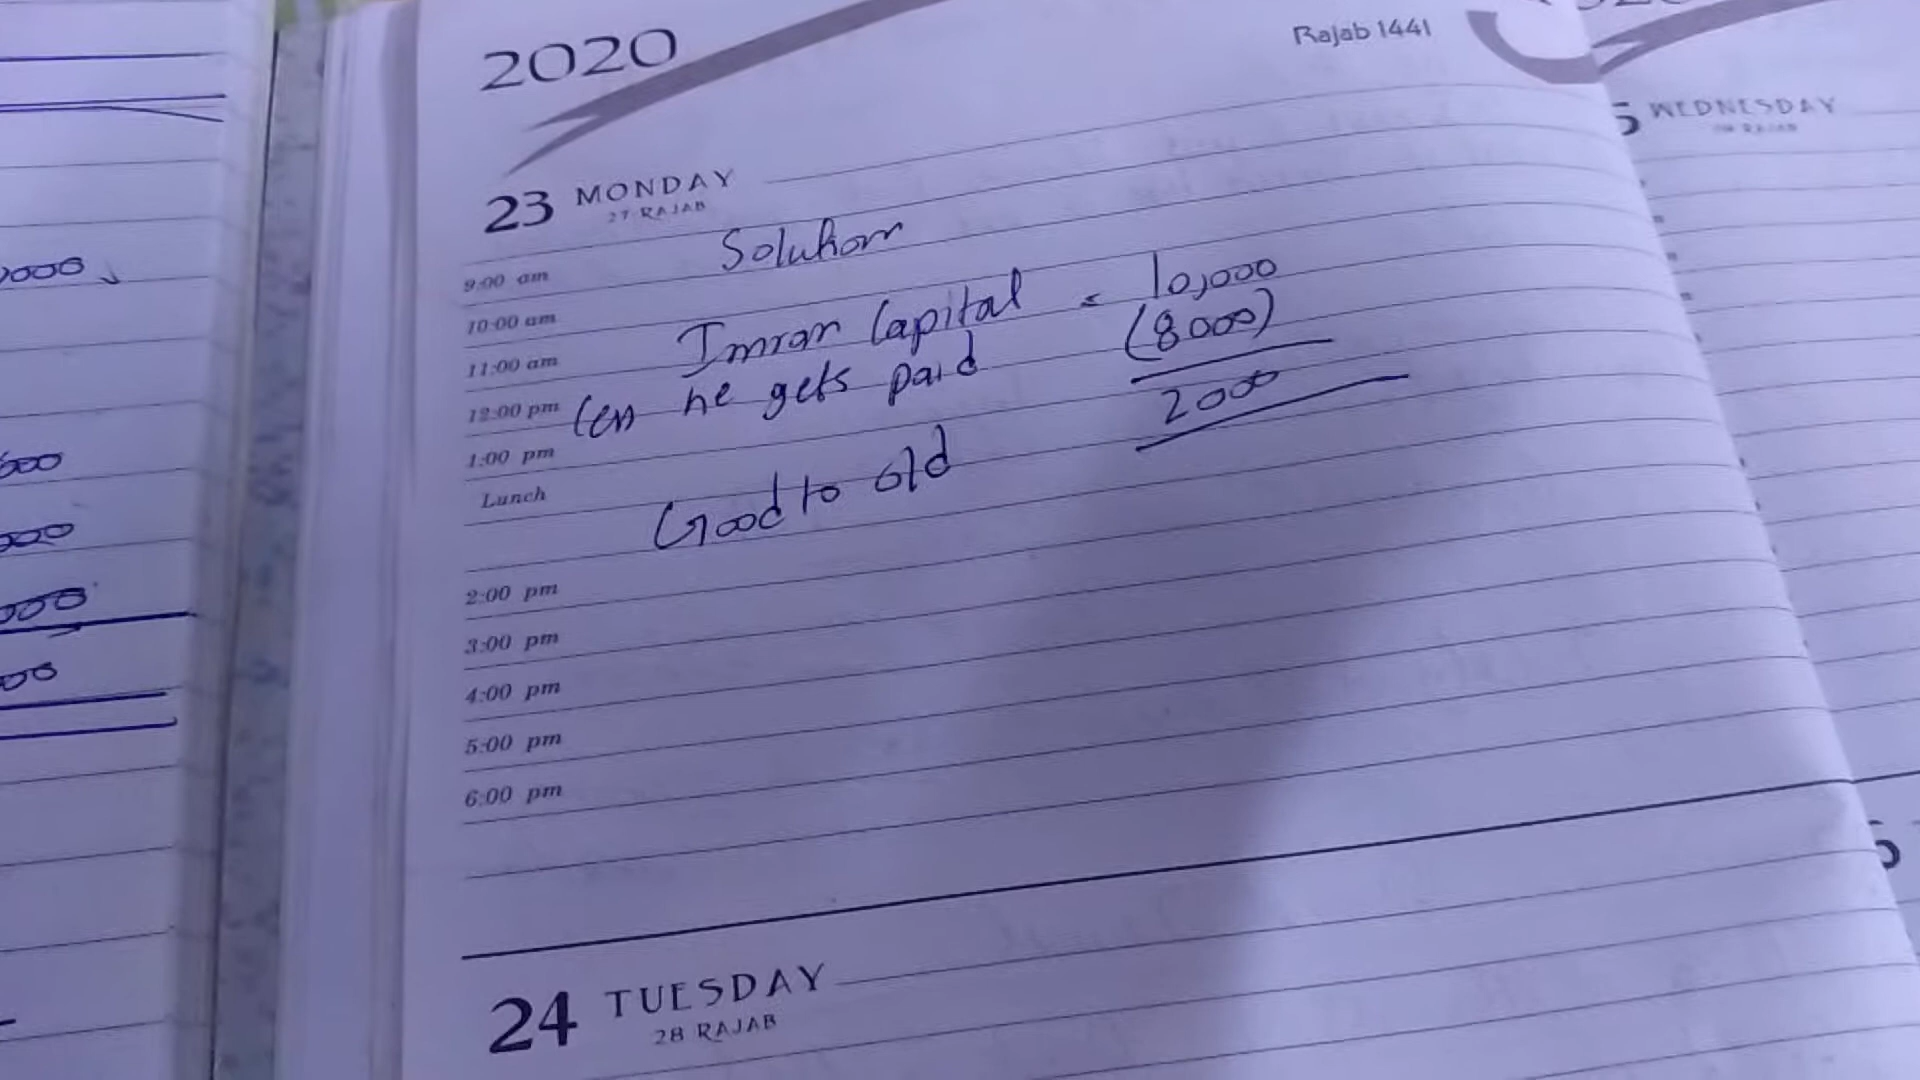 2020
Rajab 1441
23 MONDAY
27 RAJAB
Solution
9:00 am
10:00 am
Imran Capital = 10,000
11:00 am
12:00 pm less he gets paid (8000)
2000
1:00 pm
Lunch
Good to old
2:00 pm
3:00 pm
4:00 pm
5:00 pm
6:00 pm
24 TUESDAY
28 RAJAB
5 WEDNESDAY